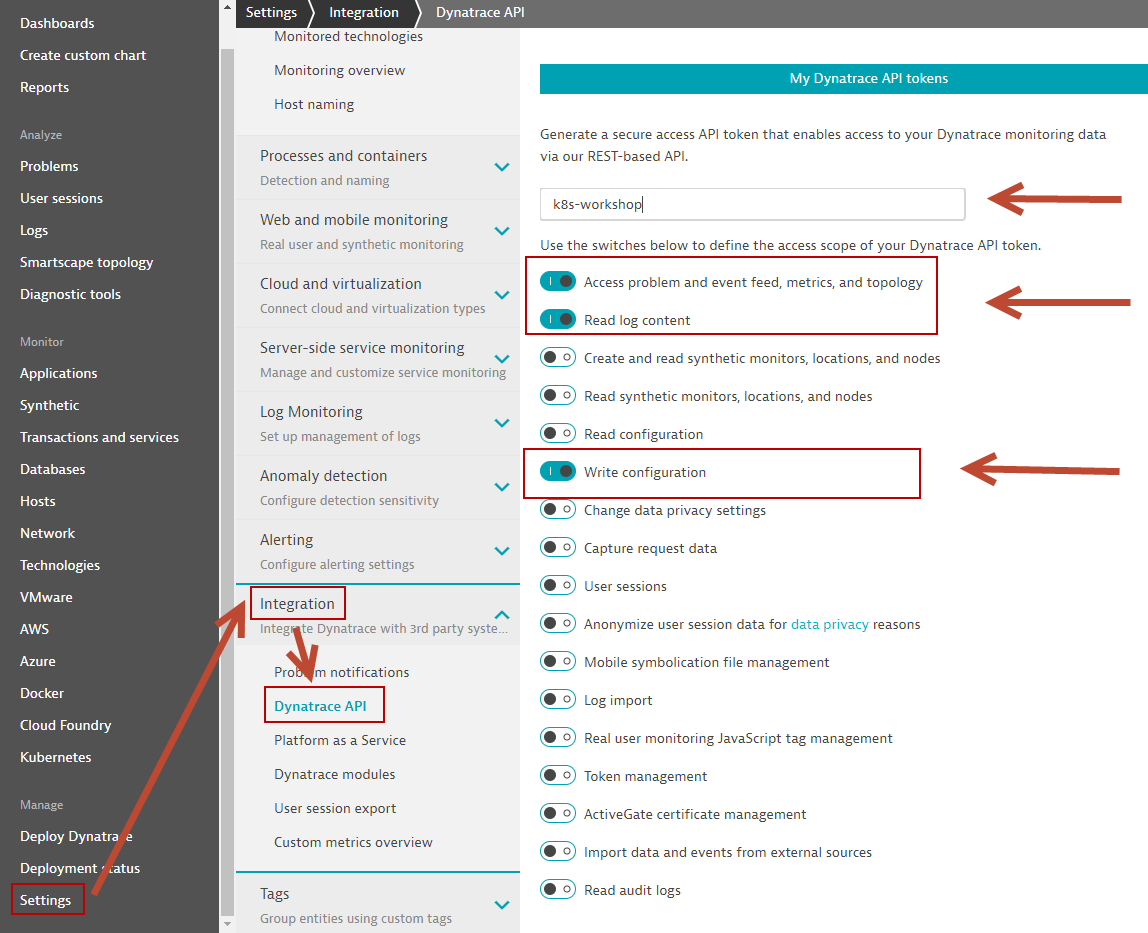 Dashboards
Create custom chart
Reports
Analyze
Problems
User sessions
Logs
Smartscape topology
Diagnostic tools
Monitor
Applications
Synthetic
Transactions and services
Databases
Hosts
Network
Technologies
VMware
AWS
Azure
Docker
Cloud Foundry
Kubernetes
Manage
Deploy Dynatrace
Deployment status
Settings
Settings Integration Dynatrace API
Monitored technologies
Monitoring overview
Host naming
Processes and containers
Detection and naming
Web and mobile monitoring
Real user and synthetic monitoring
Cloud and virtualization
Connect cloud and virtualization types
Server-side service monitoring
Manage and customize service monitoring
Log Monitoring
Set up management of logs
Anomaly detection
Configure detection sensitivity
Alerting
Configure alerting settings
Integration
Integrate Dynatrace with 3rd party syste...
Problem notifications
Dynatrace API
Platform as a Service
Dynatrace modules
User session export
Custom metrics overview
Tags
Group entities using custom tags
My Dynatrace API tokens
Generate a secure access API token that enables access to your Dynatrace monitoring data
via our REST-based API.
k8s-workshop
Use the switches below to define the access scope of your Dynatrace API token.
Access problem and event feed, metrics, and topology
Read log content
Create and read synthetic monitors, locations, and nodes
Read synthetic monitors, locations, and nodes
Read configuration
Write configuration
Change data privacy settings
Capture request data
User sessions
Anonymize user session data for data privacy reasons
Mobile symbolication file management
Log import
Real user monitoring JavaScript tag management
Token management
ActiveGate certificate management
Import data and events from external sources
Read audit logs